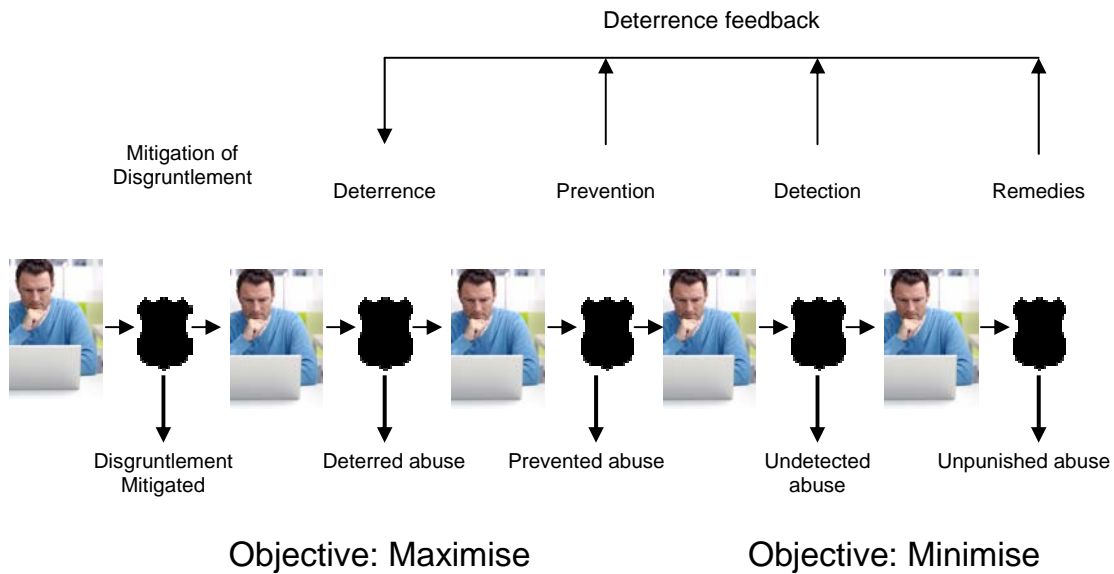 Deterrence feedback
Mitigation of
Disgruntlement
Deterrence
Prevention
Detection
Remedies
Disgruntlement
Mitigated
Deterred abuse
Prevented abuse
Undetected
abuse
Unpunished abuse
Objective: Maximise
Objective: Minimise